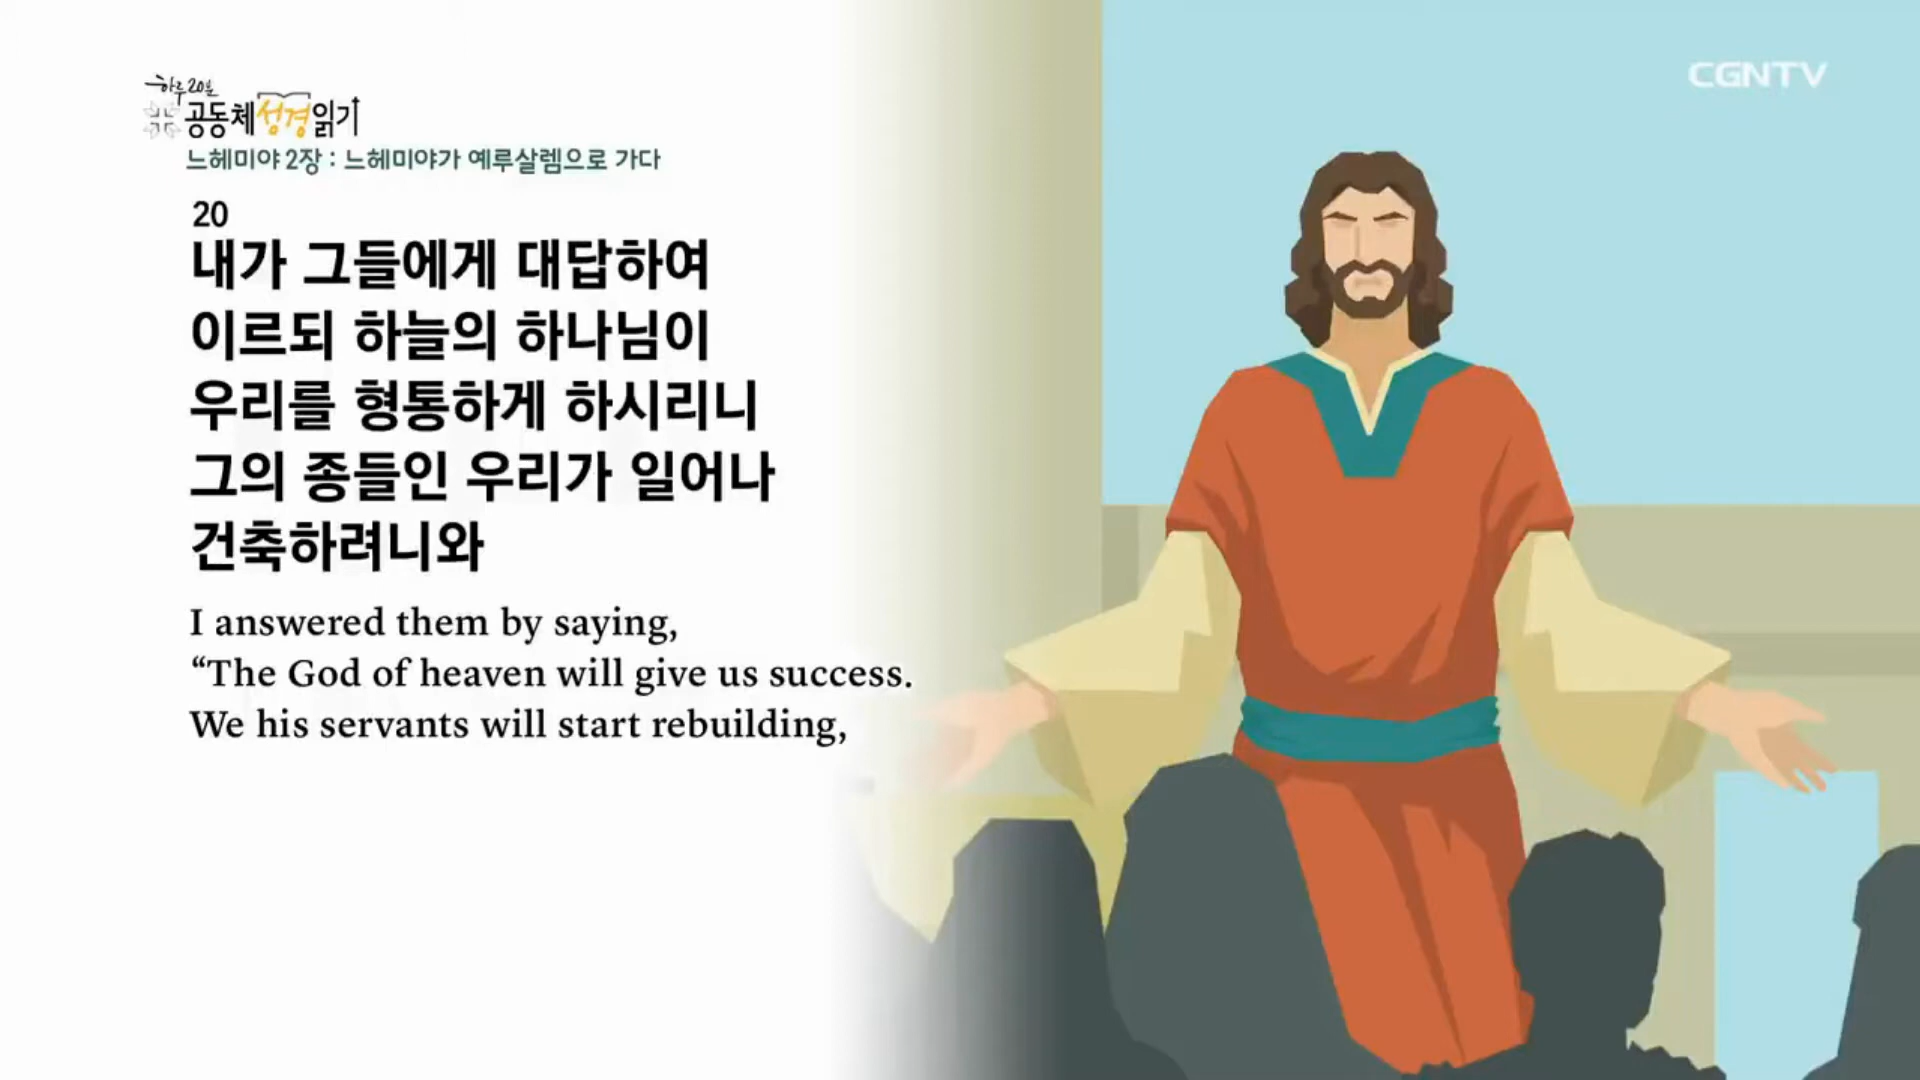 하루 20분
공동체성경읽기
CGNTV
느헤미야 2장 : 느헤미야가 예루살렘으로 가다
20
내가 그들에게 대답하여
이르되 하늘의 하나님이
우리를 형통하게 하시리니
그의 종들인 우리가 일어나
건축하려니와
I answered them by saying,
“The God of heaven will give us success.
We his servants will start rebuilding,